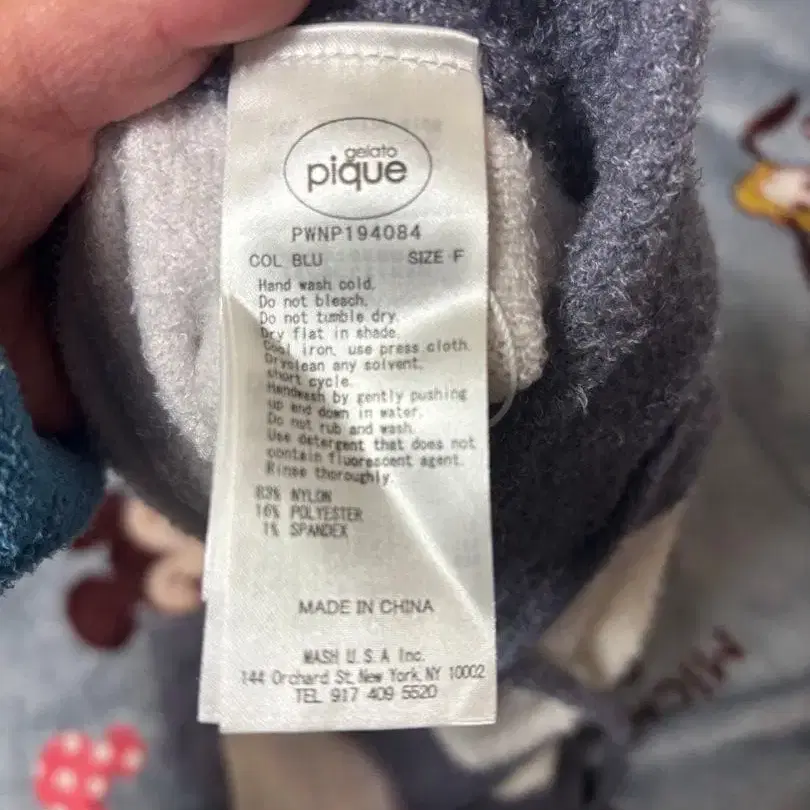 gelato
pique
PWNP194084
COL BLU SIZE F
Hand wash cold.
Do not bleach.
Do not tumble dry.
Dry flat in shade.
Cool iron, use press cloth.
Dryclean any solvent,
short cycle.
Handwash by gently pushing
up and down in water.
Do not rub and wash.
Use detergent that does not
contain fluorescent agent.
Rinse thoroughly.
83% NYLON
16% POLYESTER
1% SPANDEX
MADE IN CHINA
MASH U.S.A Inc.
144 Orchard St, New York, NY 10002
TEL 917 409 5520